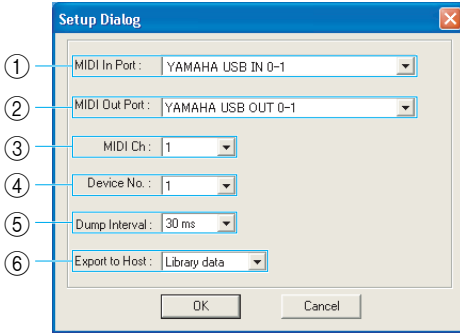 Setup Dialog
① MIDI In Port : YAMAHA USB IN 0-1
② MIDI Out Port : YAMAHA USB OUT 0-1
③ MIDI Ch : 1
④ Device No. : 1
⑤ Dump Interval : 30 ms
⑥ Export to Host : Library data
OK Cancel